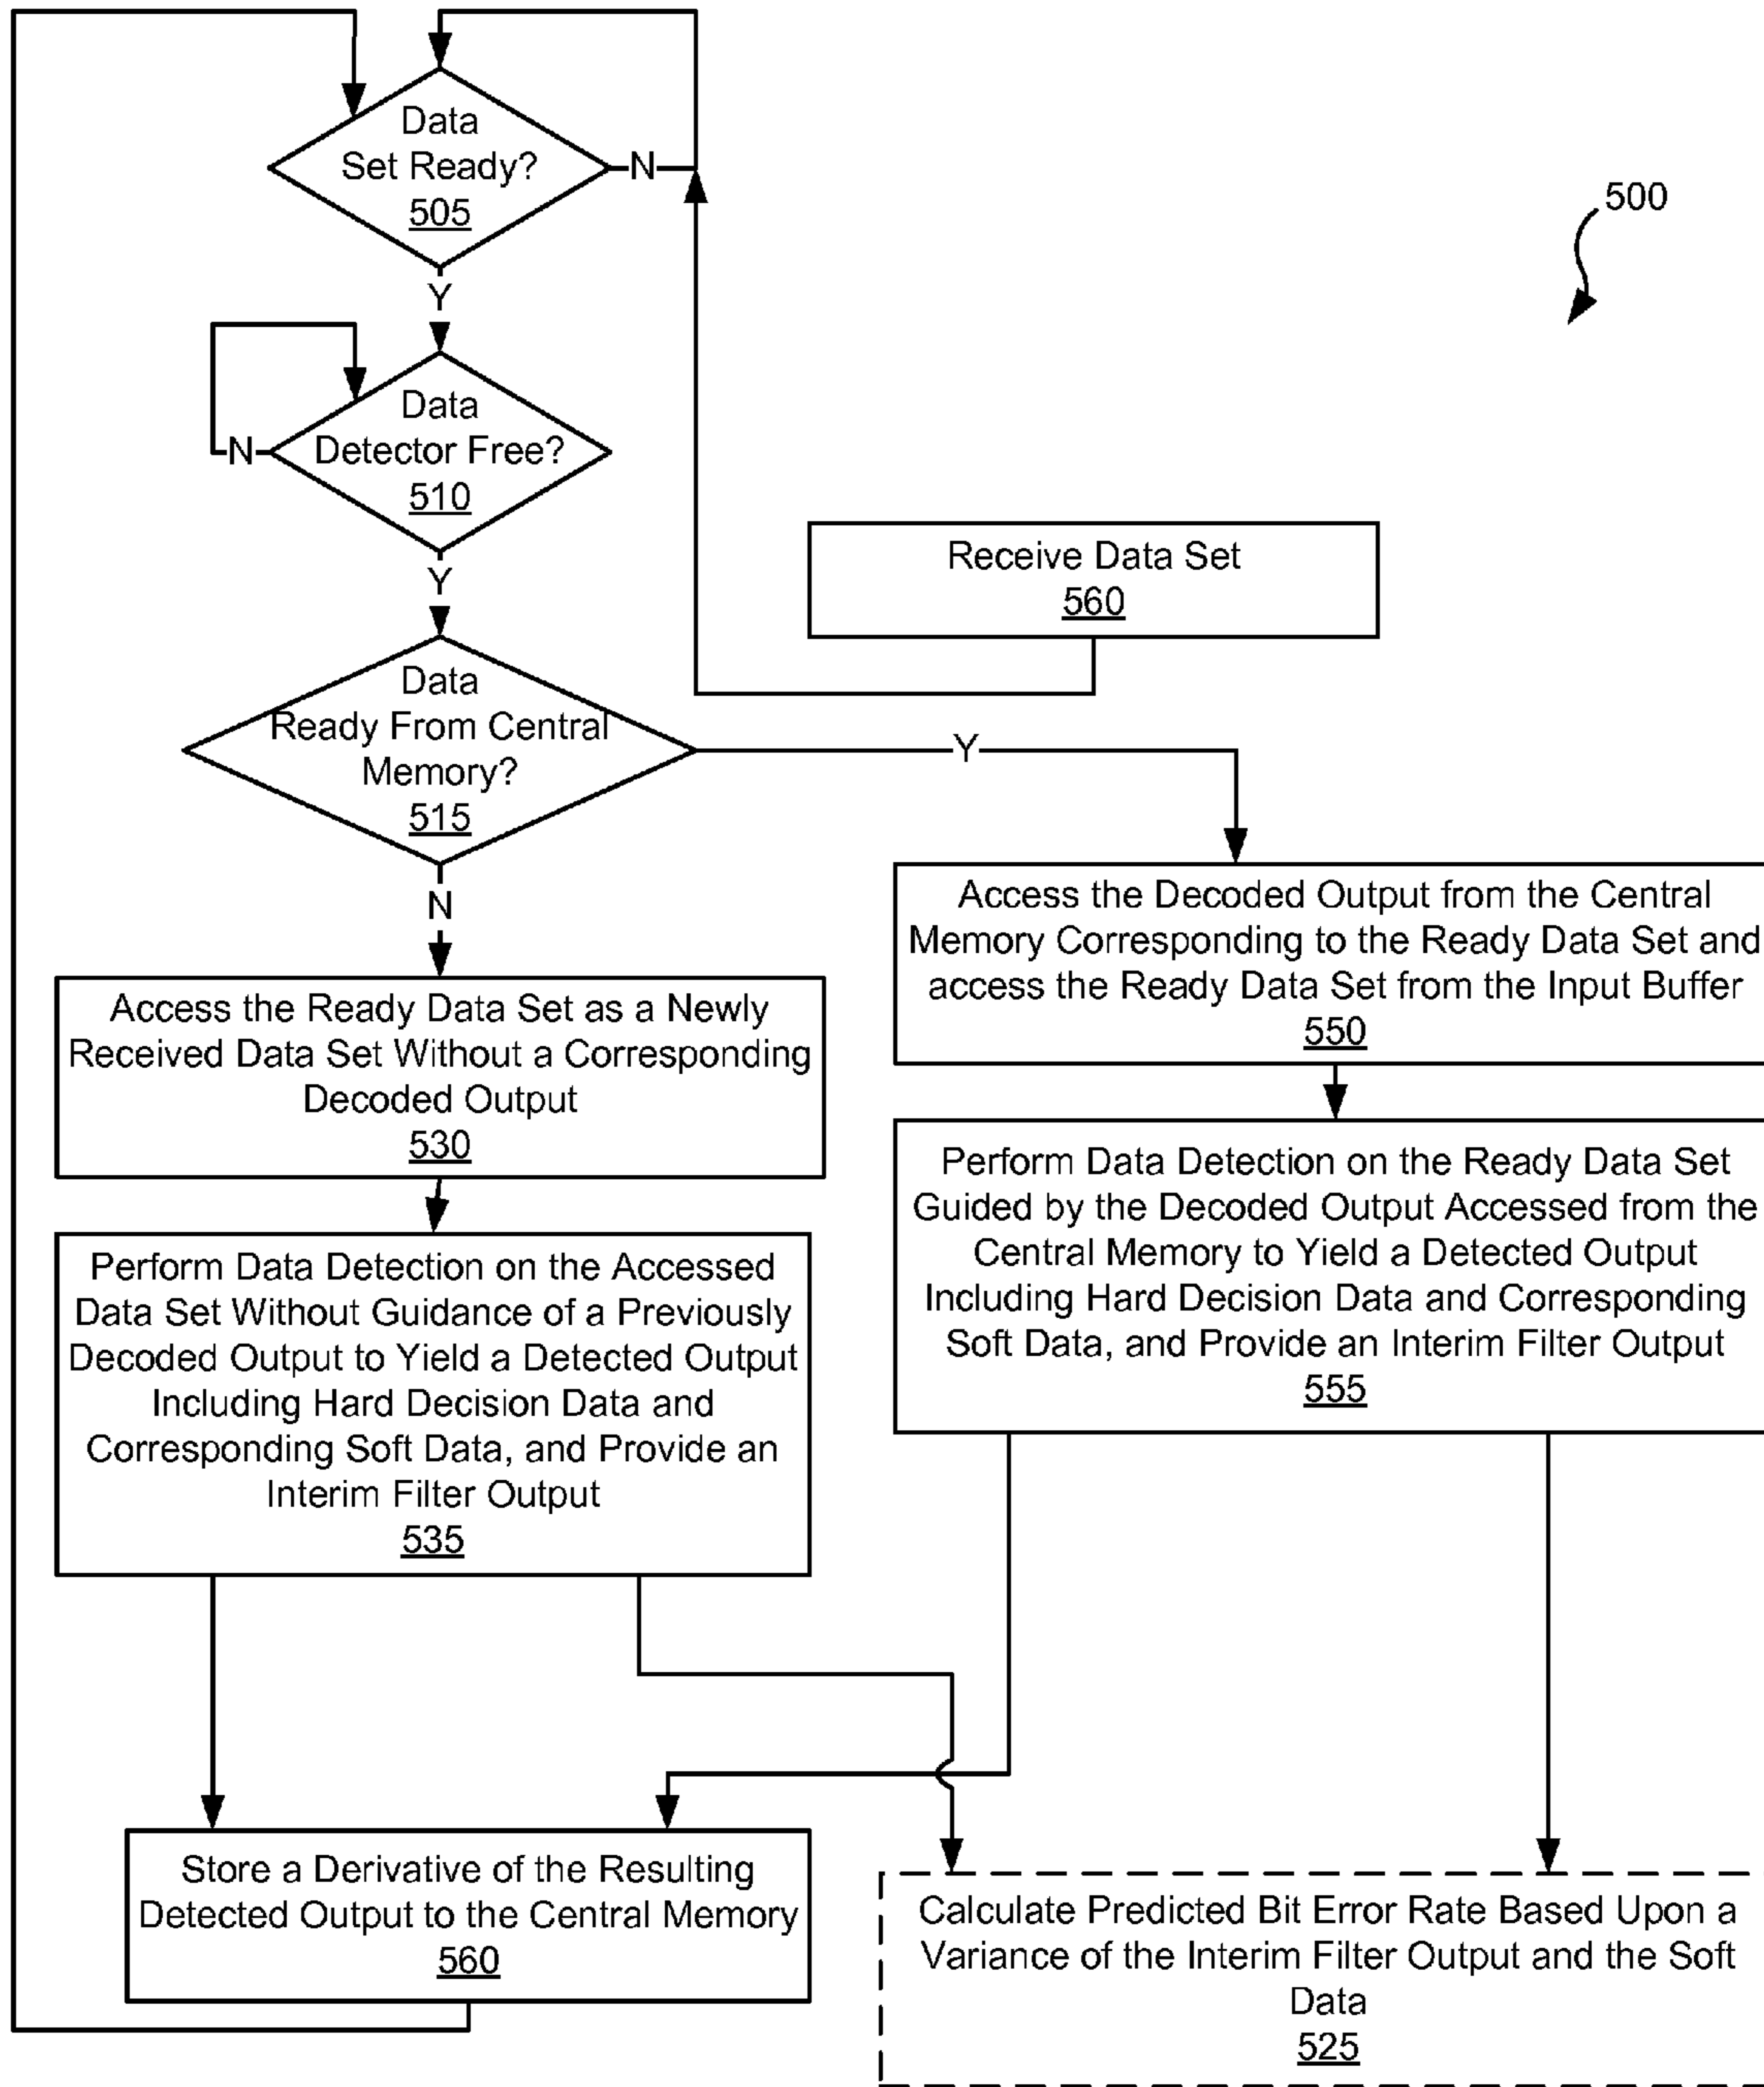 Data
Set Ready?
505
N
500
Y
Data
Detector Free?
510
N
Y
Receive Data Set
560
Data
Ready From Central
Memory?
515
Y
N
Access the Decoded Output from the Central
Memory Corresponding to the Ready Data Set and
access the Ready Data Set from the Input Buffer
550
Access the Ready Data Set as a Newly
Received Data Set Without a Corresponding
Decoded Output
530
Perform Data Detection on the Ready Data Set
Guided by the Decoded Output Accessed from the
Central Memory to Yield a Detected Output
Including Hard Decision Data and Corresponding
Soft Data, and Provide an Interim Filter Output
555
Perform Data Detection on the Accessed
Data Set Without Guidance of a Previously
Decoded Output to Yield a Detected Output
Including Hard Decision Data and
Corresponding Soft Data, and Provide an
Interim Filter Output
535
Store a Derivative of the Resulting
Detected Output to the Central Memory
560
Calculate Predicted Bit Error Rate Based Upon a
Variance of the Interim Filter Output and the Soft
Data
525